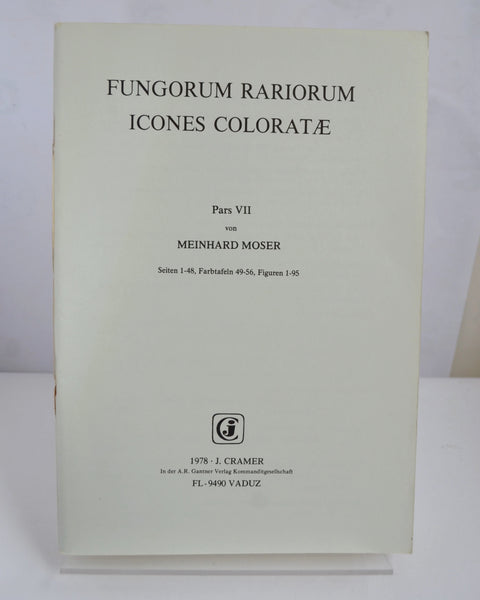 FUNGORUM RARIORUM
ICONES COLORATÆ
Pars VII
von
MEINHARD MOSER
Seiten 1-48, Farbtafeln 49-56, Figuren 1-95
1978 · J. CRAMER
In der A.R. Gantner Verlag Kommanditgesellschaft
FL-9490 VADUZ